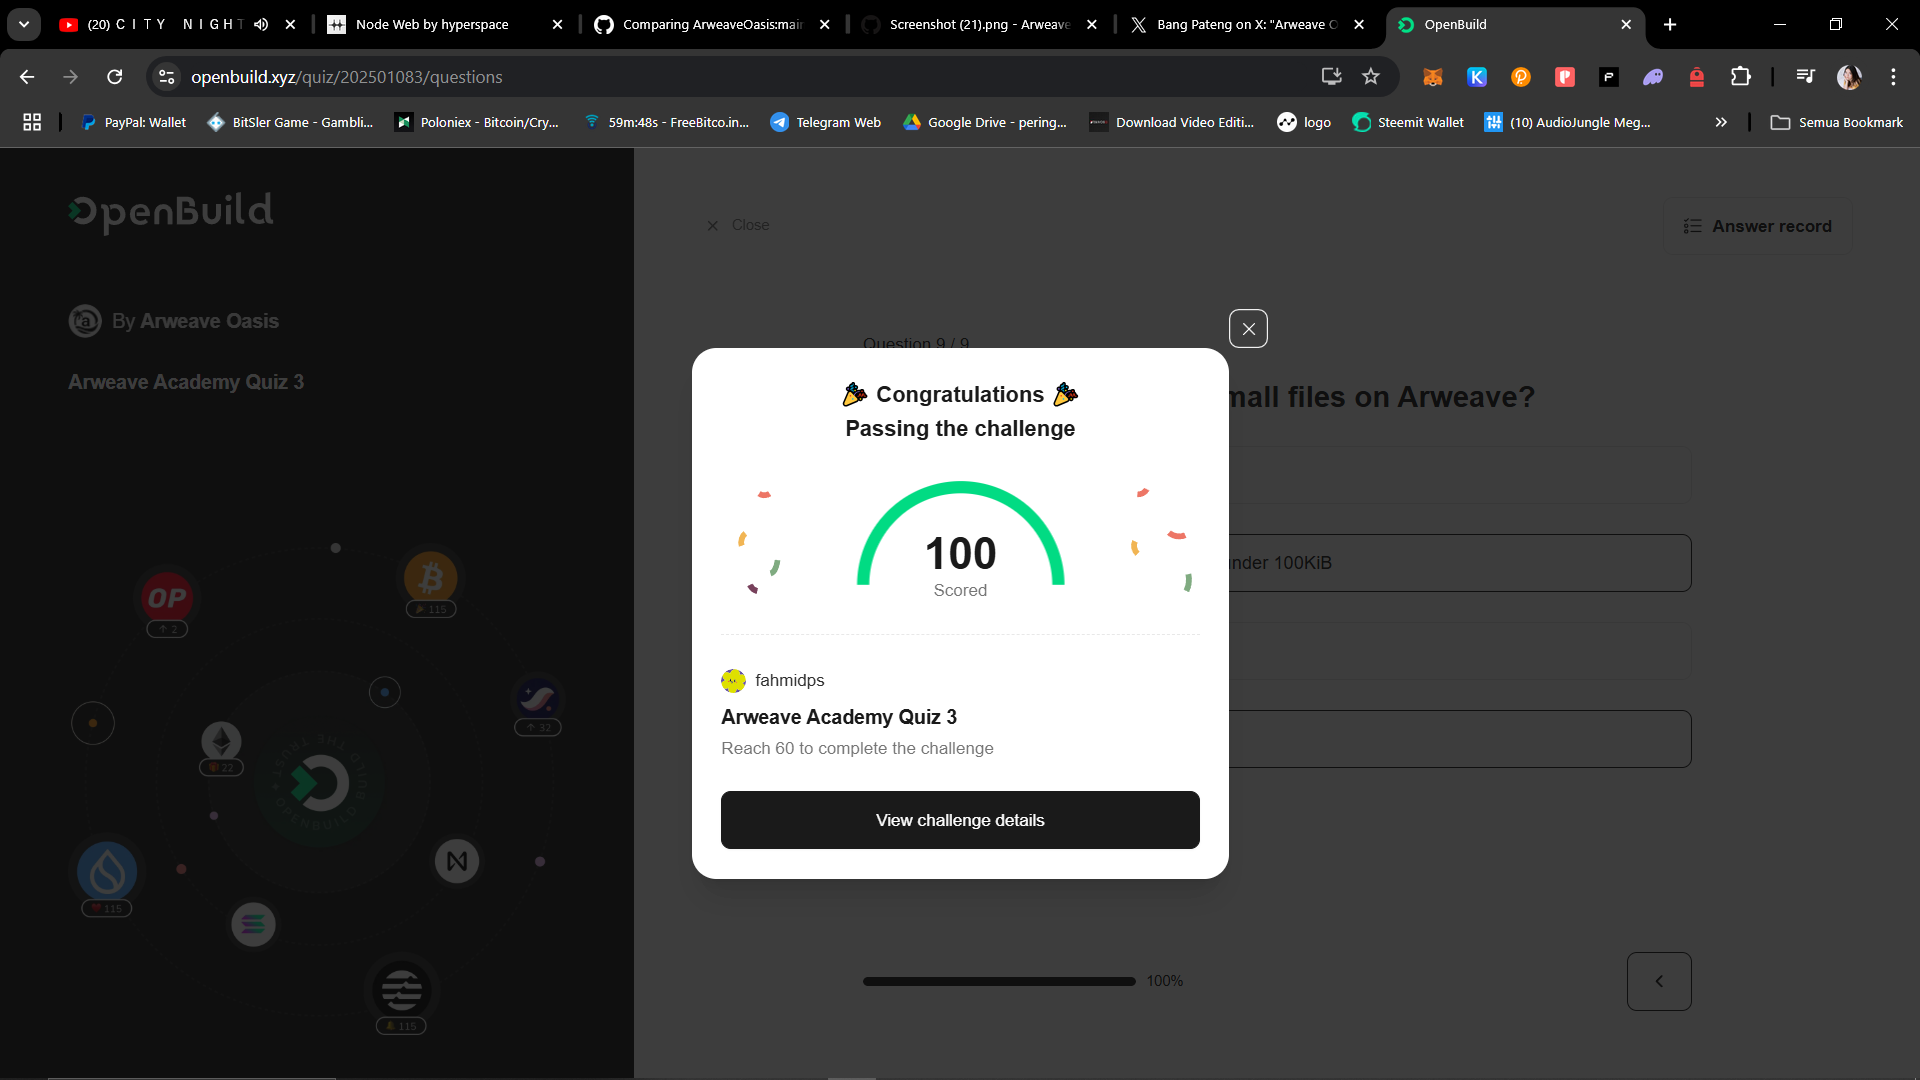 (20) C I T Y N I G H T
Node Web by hyperspace
Comparing ArweaveOasis:mai
Screenshot (21).png - Arweave
Bang Pateng on X: "Arweave O
OpenBuild
openbuild.xyz/quiz/202501083/questions
PayPal: Wallet
BitSler Game - Gambli...
Poloniex - Bitcoin/Cry...
59m:48s - FreeBitco.in...
Telegram Web
Google Drive - pering...
Download Video Editi...
logo
Steemit Wallet
(10) AudioJungle Meg...
Semua Bookmark
OpenBuild
By Arweave Oasis
Arweave Academy Quiz 3
Close
Answer record
Question 9 / 9
mall files on Arweave?
under 100KiB
Congratulations
Passing the challenge
100
Scored
fahmidps
Arweave Academy Quiz 3
Reach 60 to complete the challenge
View challenge details
100%
OP
2
115
32
22
115
115